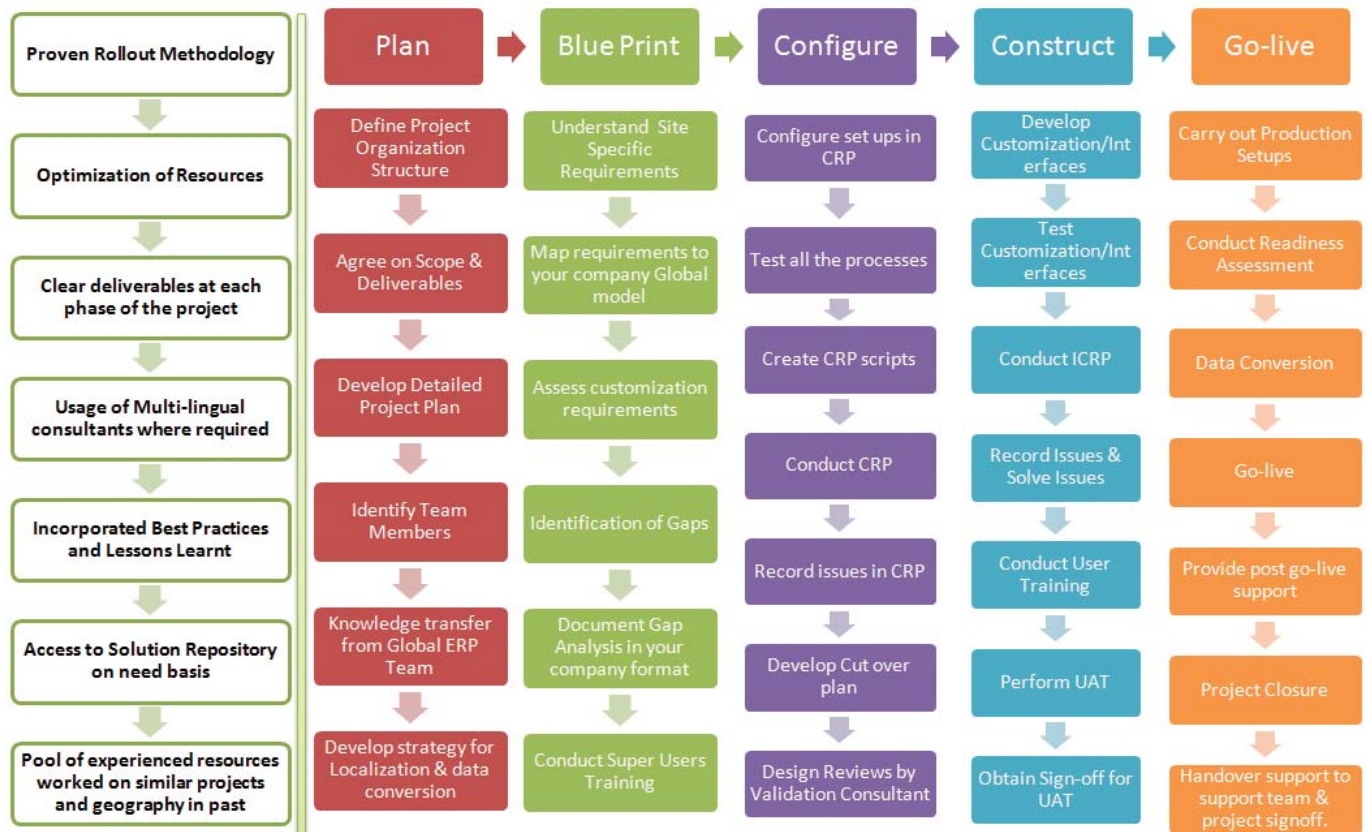 Proven Rollout Methodology
Optimization of Resources
Clear deliverables at each
phase of the project
Usage of Multi-lingual
consultants where required
Incorporated Best Practices
and Lessons Learnt
Access to Solution Repository
on need basis
Pool of experienced resources
worked on similar projects
and geography in past
Plan
Define Project
Organization
Structure
Agree on Scope &
Deliverables
Develop Detailed
Project Plan
Identify Team
Members
Knowledge transfer
from Global ERP
Team
Develop strategy for
Localization & data
conversion
Blue Print
Understand Site
Specific
Requirements
Map requirements to
your company Global
model
Assess customization
requirements
Identification of Gaps
Document Gap
Analysis in your
company format
Conduct Super Users
Training
Configure
Configure set ups in
CRP
Test all the processes
Create CRP scripts
Conduct CRP
Record issues in CRP
Develop Cut over
plan
Design Reviews by
Validation Consultant
Construct
Develop
Customization/Int
erfaces
Test
Customization/Int
erfaces
Conduct ICRP
Record Issues &
Solve Issues
Conduct User
Training
Perform UAT
Obtain Sign-off for
UAT
Go-live
Carry out Production
Setups
Conduct Readiness
Assessment
Data Conversion
Go-live
Provide post go-live
support
Project Closure
Handover support to
support team &
project signoff.